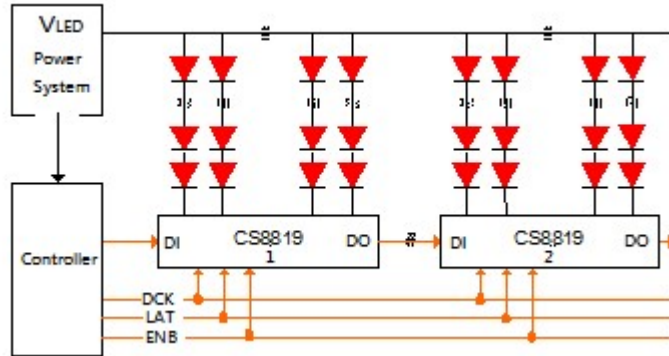 VLED
Power
System
Controller
DI CS8819 DO
1
DI CS8819 DO
2
DCK
LAT
ENB